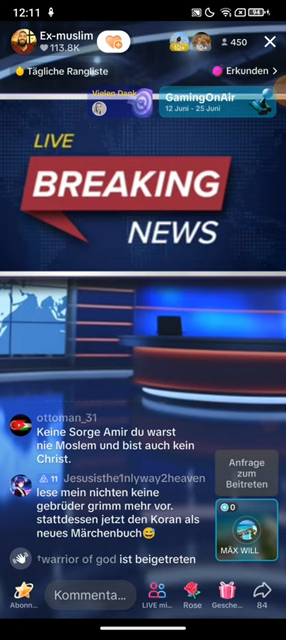 12:11
94
Ex-muslim
113.8K
10+
10+
450
Tägliche Rangliste
Erkunden >
Vielen Dank
GamingOnAir
12 Juni - 25 Juni
LIVE
BREAKING
NEWS
ottoman_31
Keine Sorge Amir du warst
nie Moslem und bist auch kein
Christ.
11 Jesusisthe1nlyway2heaven
lese mein nichten keine
gebrüder grimm mehr vor.
stattdessen jetzt den Koran als
neues Märchenbuch😅
†warrior of god ist beigetreten
Anfrage
zum
Beitreten
0
MÄX WILL
Abonn...
Kommenta...
LIVE mi...
Rose
Gesche...
84